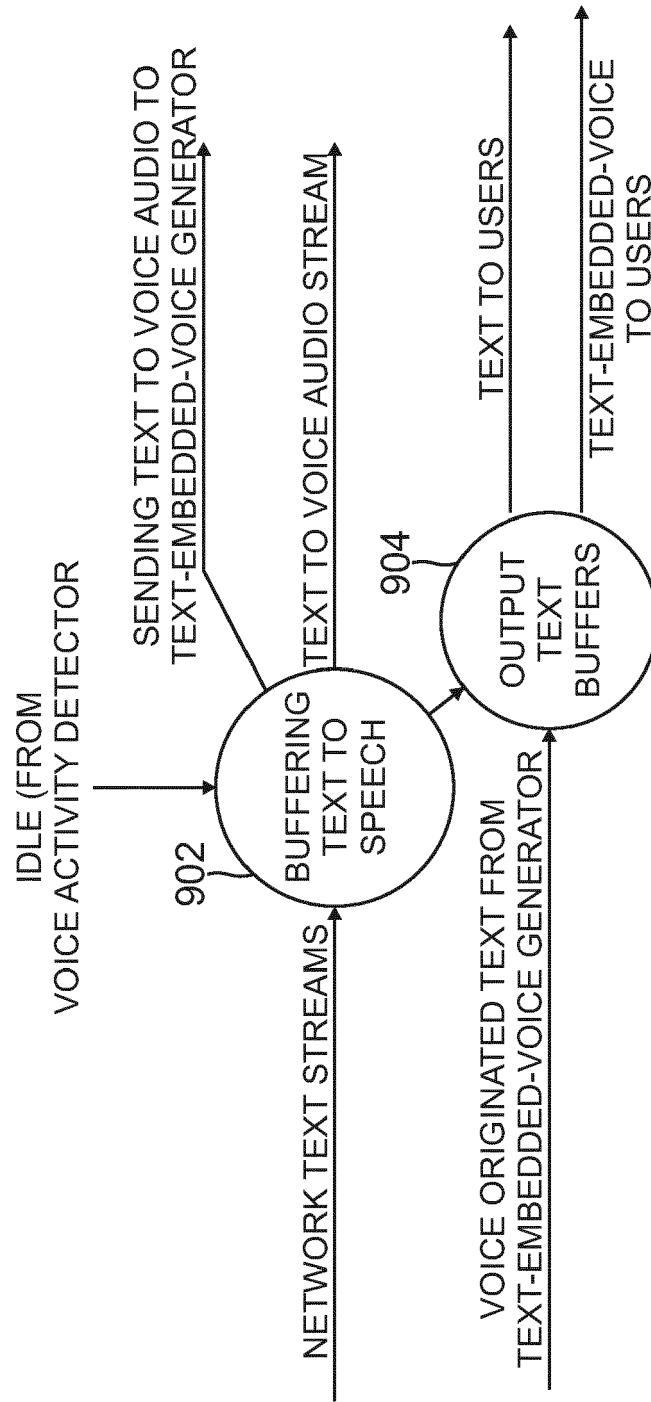 IDLE (FROM
VOICE ACTIVITY DETECTOR
SENDING TEXT TO VOICE AUDIO TO
TEXT-EMBEDDED-VOICE GENERATOR
902
NETWORK TEXT STREAMS
BUFFERING
TEXT TO
SPEECH
TEXT TO VOICE AUDIO STREAM
904
VOICE ORIGINATED TEXT FROM
TEXT-EMBEDDED-VOICE GENERATOR
OUTPUT
TEXT
BUFFERS
TEXT TO USERS
TEXT-EMBEDDED-VOICE
TO USERS